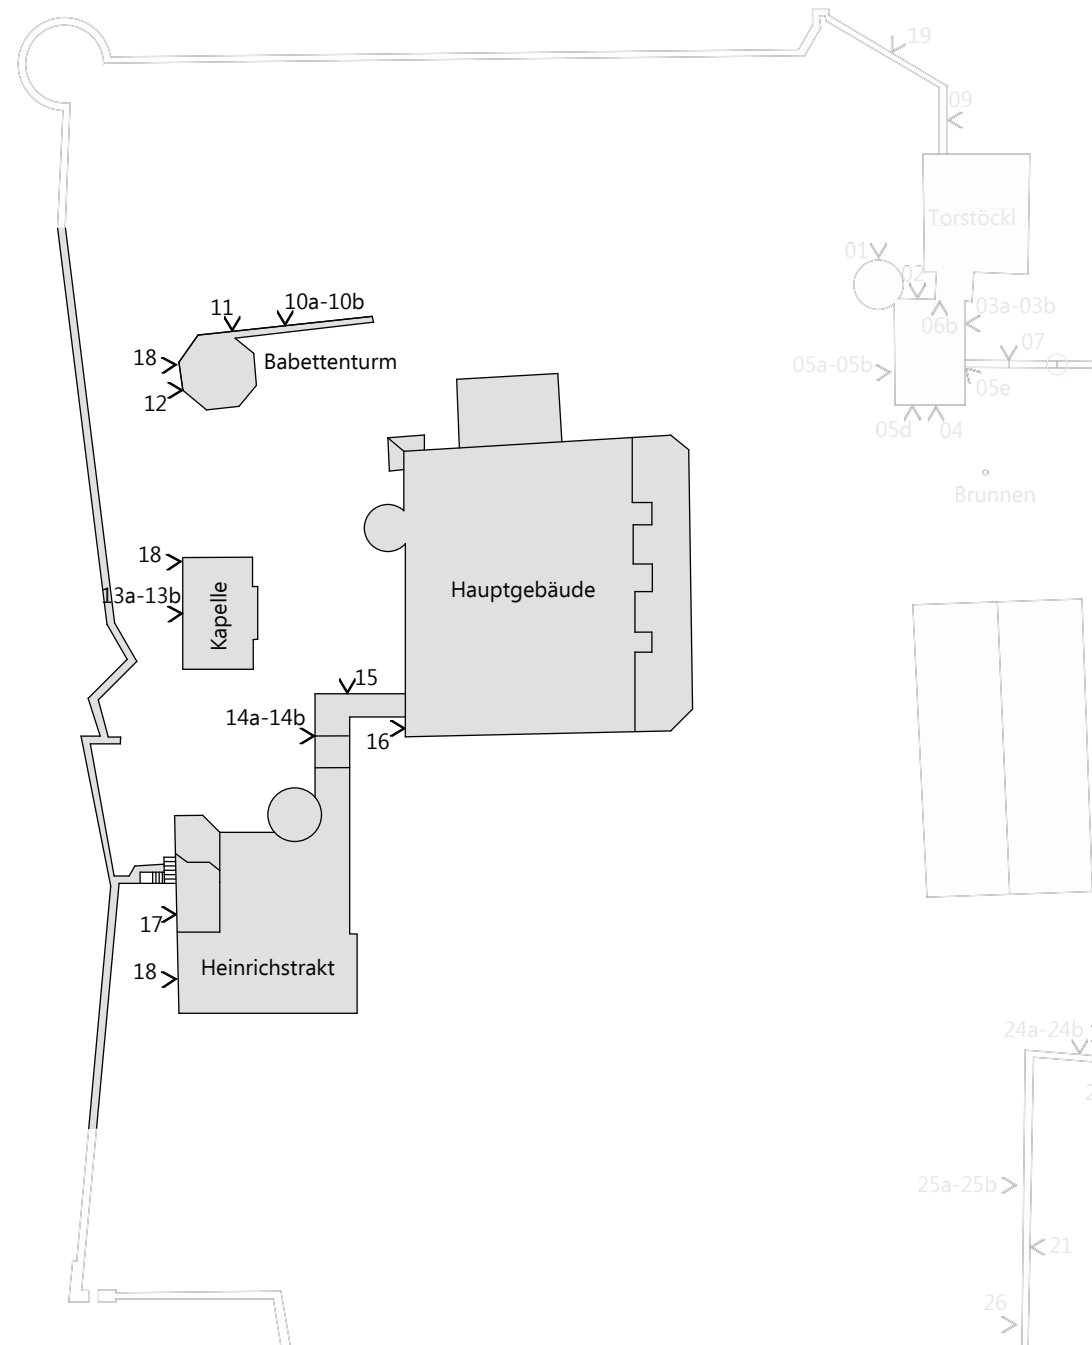 19
09
Torstöckl
01
02
03a-03b
06b
07
05a-05b
05e
05d
04
Brunnen
11
10a-10b
18
Babettenturm
12
18
13a-13b
Kapelle
Hauptgebäude
15
14a-14b
16
17
18
Heinrichstrakt
24a-24b
25a-25b
21
26